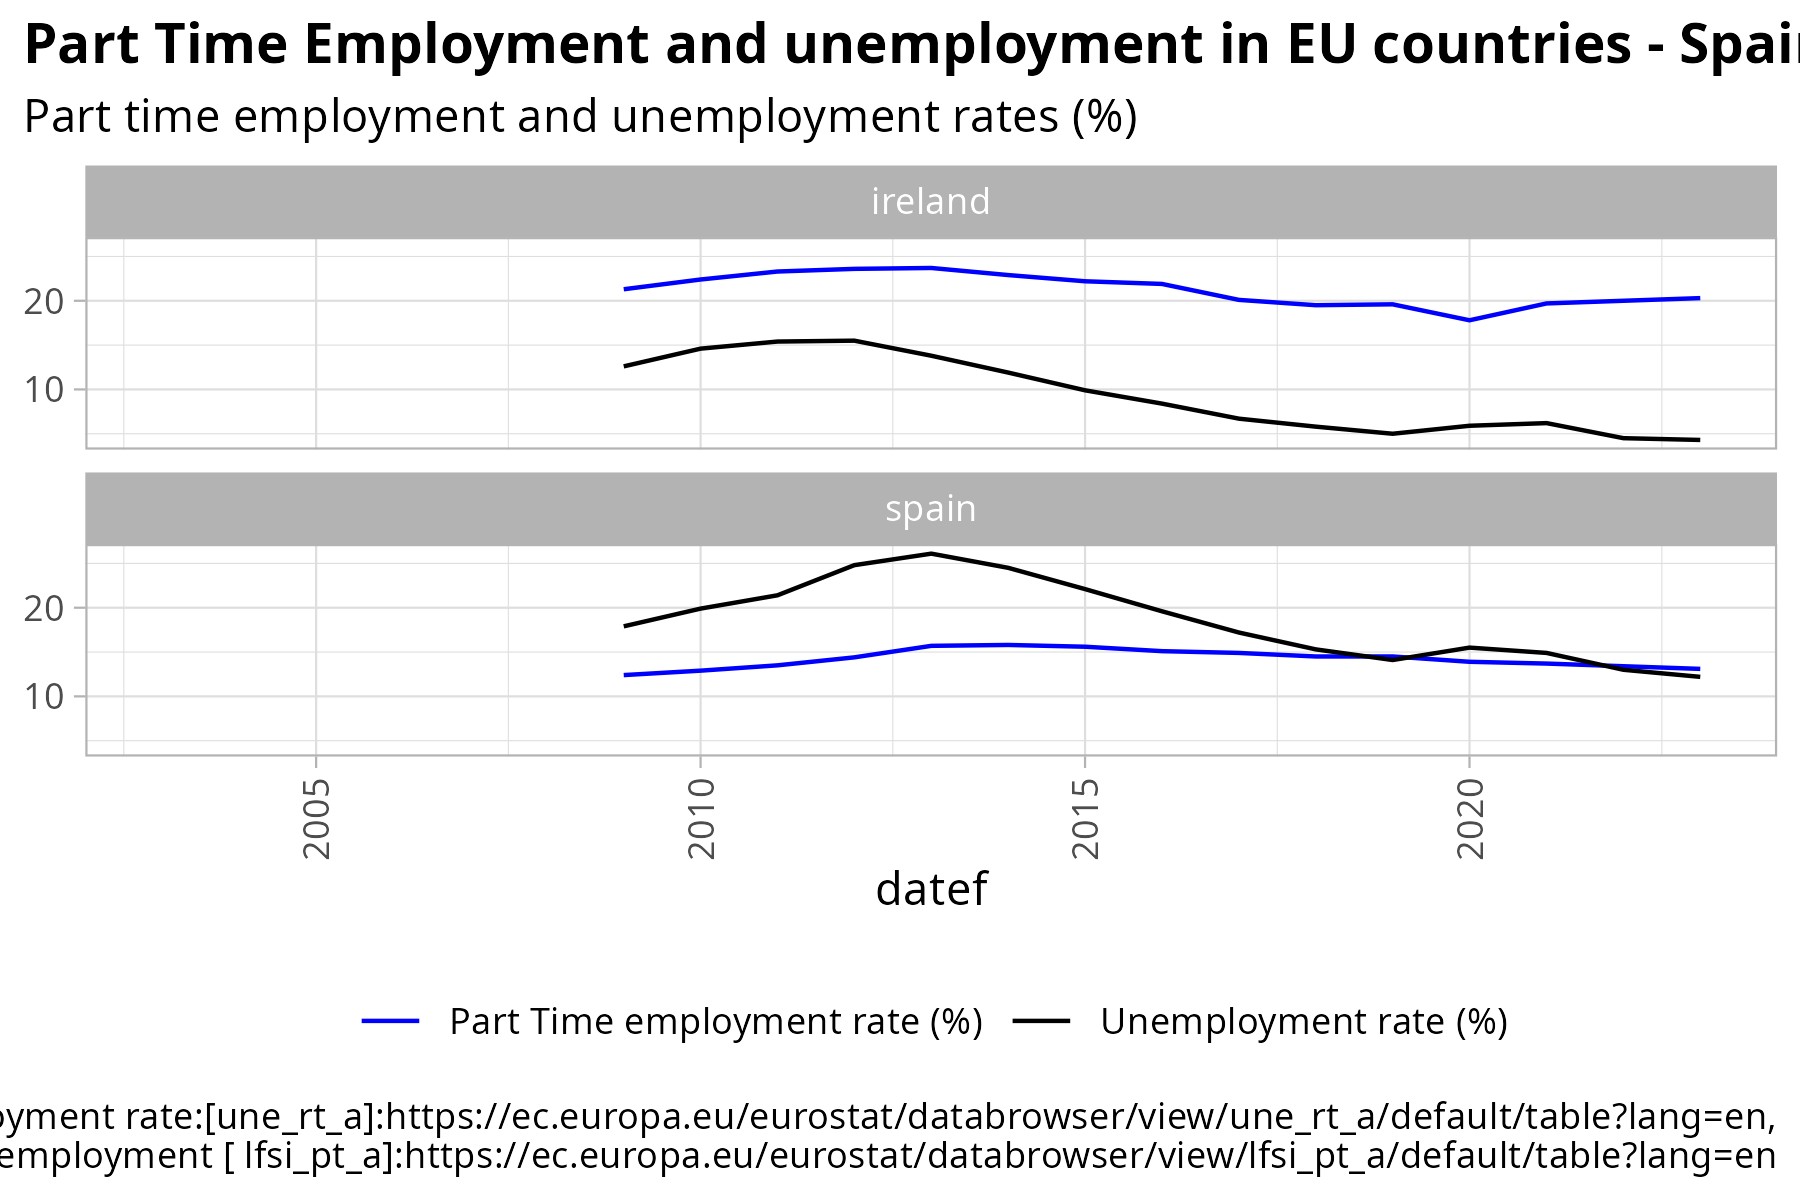 Part Time Employment and unemployment in EU countries - Spain
Part time employment and unemployment rates (%)
ireland
20
10
spain
20
10
2005
2010
2015
2020
datef
Part Time employment rate (%)
Unemployment rate (%)
rate:[une_rt_a]:https://ec.europa.eu/eurostat/databrowser/view/une_rt_a/default/table?lang=en,
employment [ lfsi_pt_a]:https://ec.europa.eu/eurostat/databrowser/view/lfsi_pt_a/default/table?lang=en